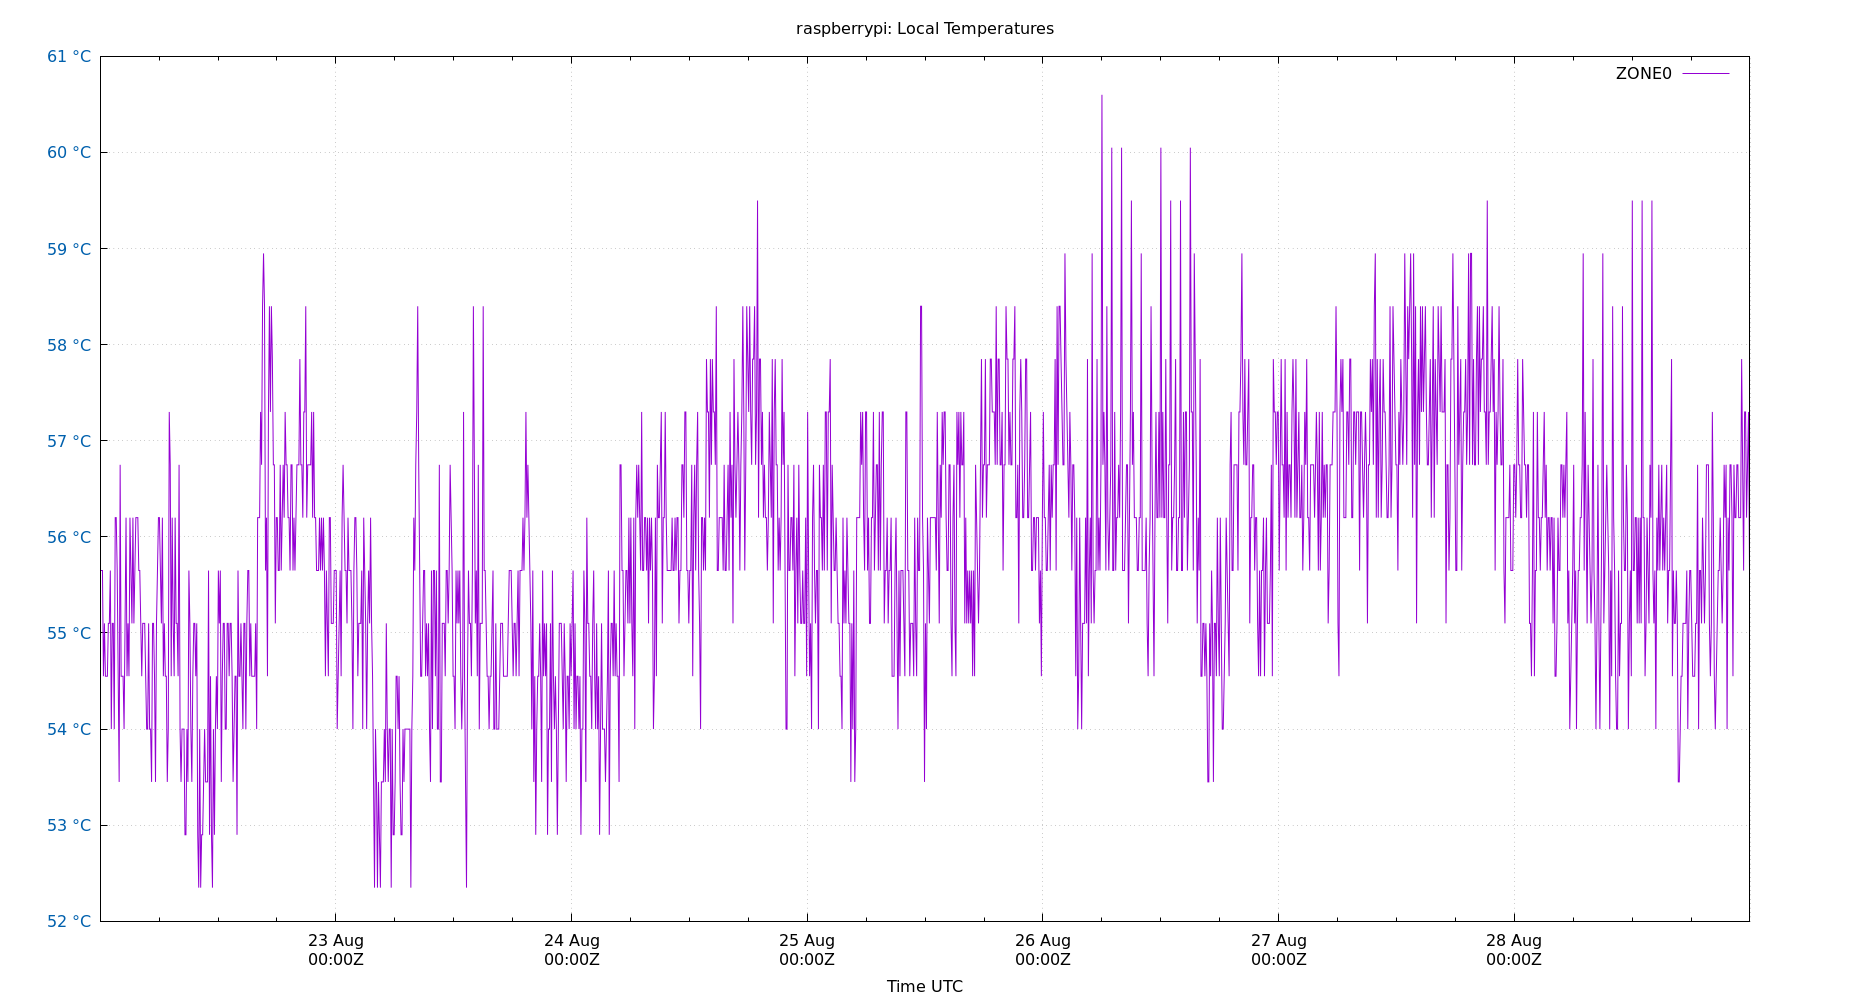 raspberrypi: Local Temperatures
61 °C
ZONE0
60 °C
59 °C
58 °C
57 °C
56 °C
55 °C
54 °C
53 °C
52 °C
23 Aug 24 Aug 25 Aug 26 Aug 27 Aug 28 Aug
00:00Z 00:00Z 00:00Z 00:00Z 00:00Z 00:00Z
Time UTC